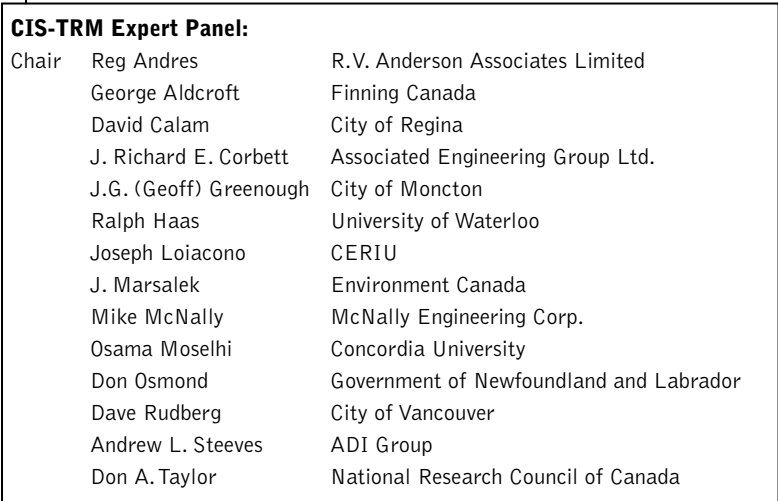 CIS-TRM Expert Panel:
Chair Reg Andres R.V. Anderson Associates Limited
George Aldcroft Finning Canada
David Calam City of Regina
J. Richard E. Corbett Associated Engineering Group Ltd.
J.G. (Geoff) Greenough City of Moncton
Ralph Haas University of Waterloo
Joseph Loiacono CERIU
J. Marsalek Environment Canada
Mike McNally McNally Engineering Corp.
Osama Moselhi Concordia University
Don Osmond Government of Newfoundland and Labrador
Dave Rudberg City of Vancouver
Andrew L. Steeves ADI Group
Don A. Taylor National Research Council of Canada